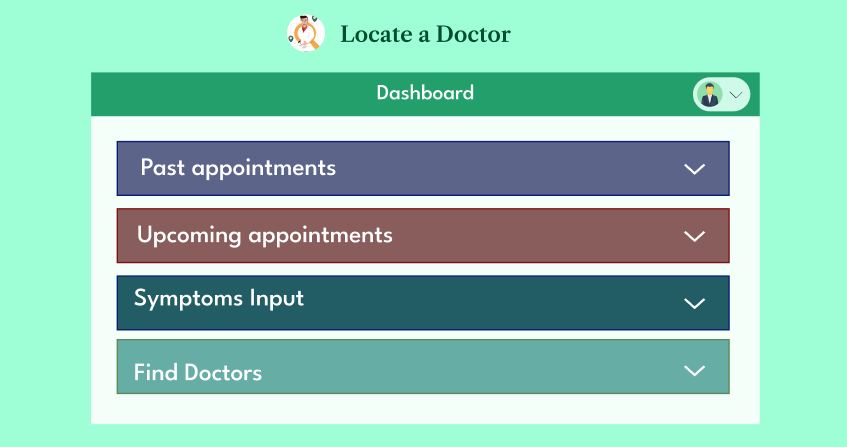 Locate a Doctor
Dashboard
Past appointments
Upcoming appointments
Symptoms Input
Find Doctors